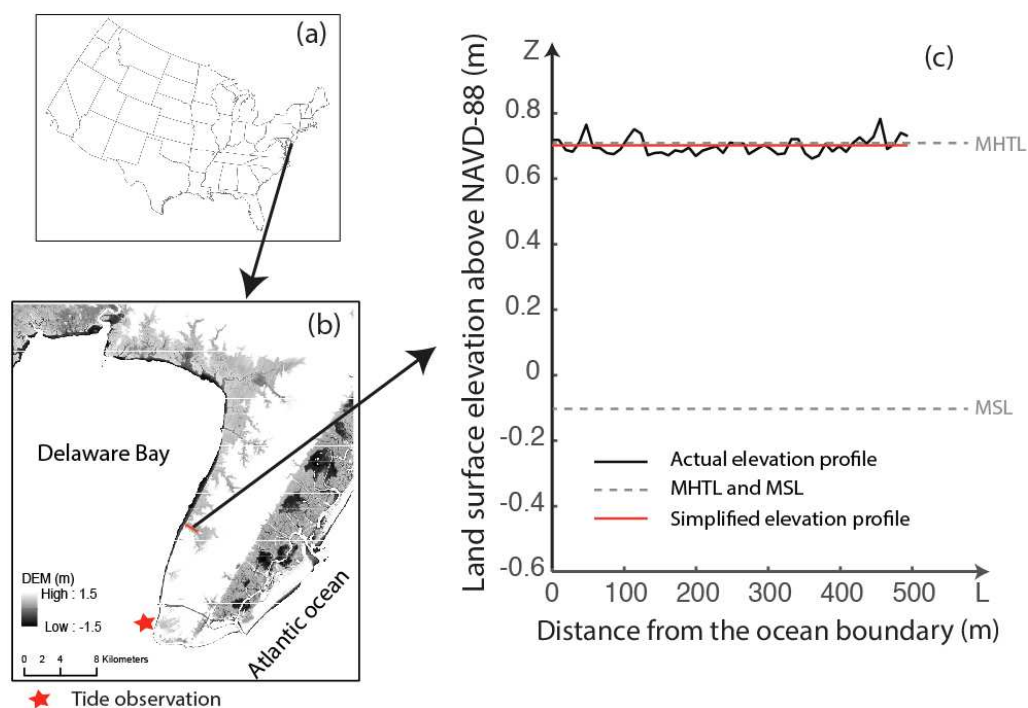 (a)
(b)
Delaware Bay
DEM (m)
High : 1.5
Low : -1.5
0 2 4 8 Kilometers
Atlantic ocean
Tide observation
(c)
Z
Land surface elevation above NAVD-88 (m)
0.8
0.6
0.4
0.2
0
-0.2
-0.4
-0.6
MHTL
MSL
Actual elevation profile
MHTL and MSL
Simplified elevation profile
0 100 200 300 400 500 L
Distance from the ocean boundary (m)